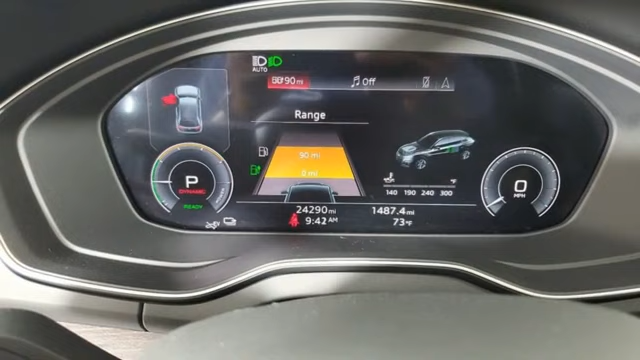 AUTO
90 mi
Off
Range
90 mi
0 mi
P
DYNAMIC
READY
°F
140 190 240 300
0
MPH
24290 mi
1487.4 mi
9:42 AM
73 °F